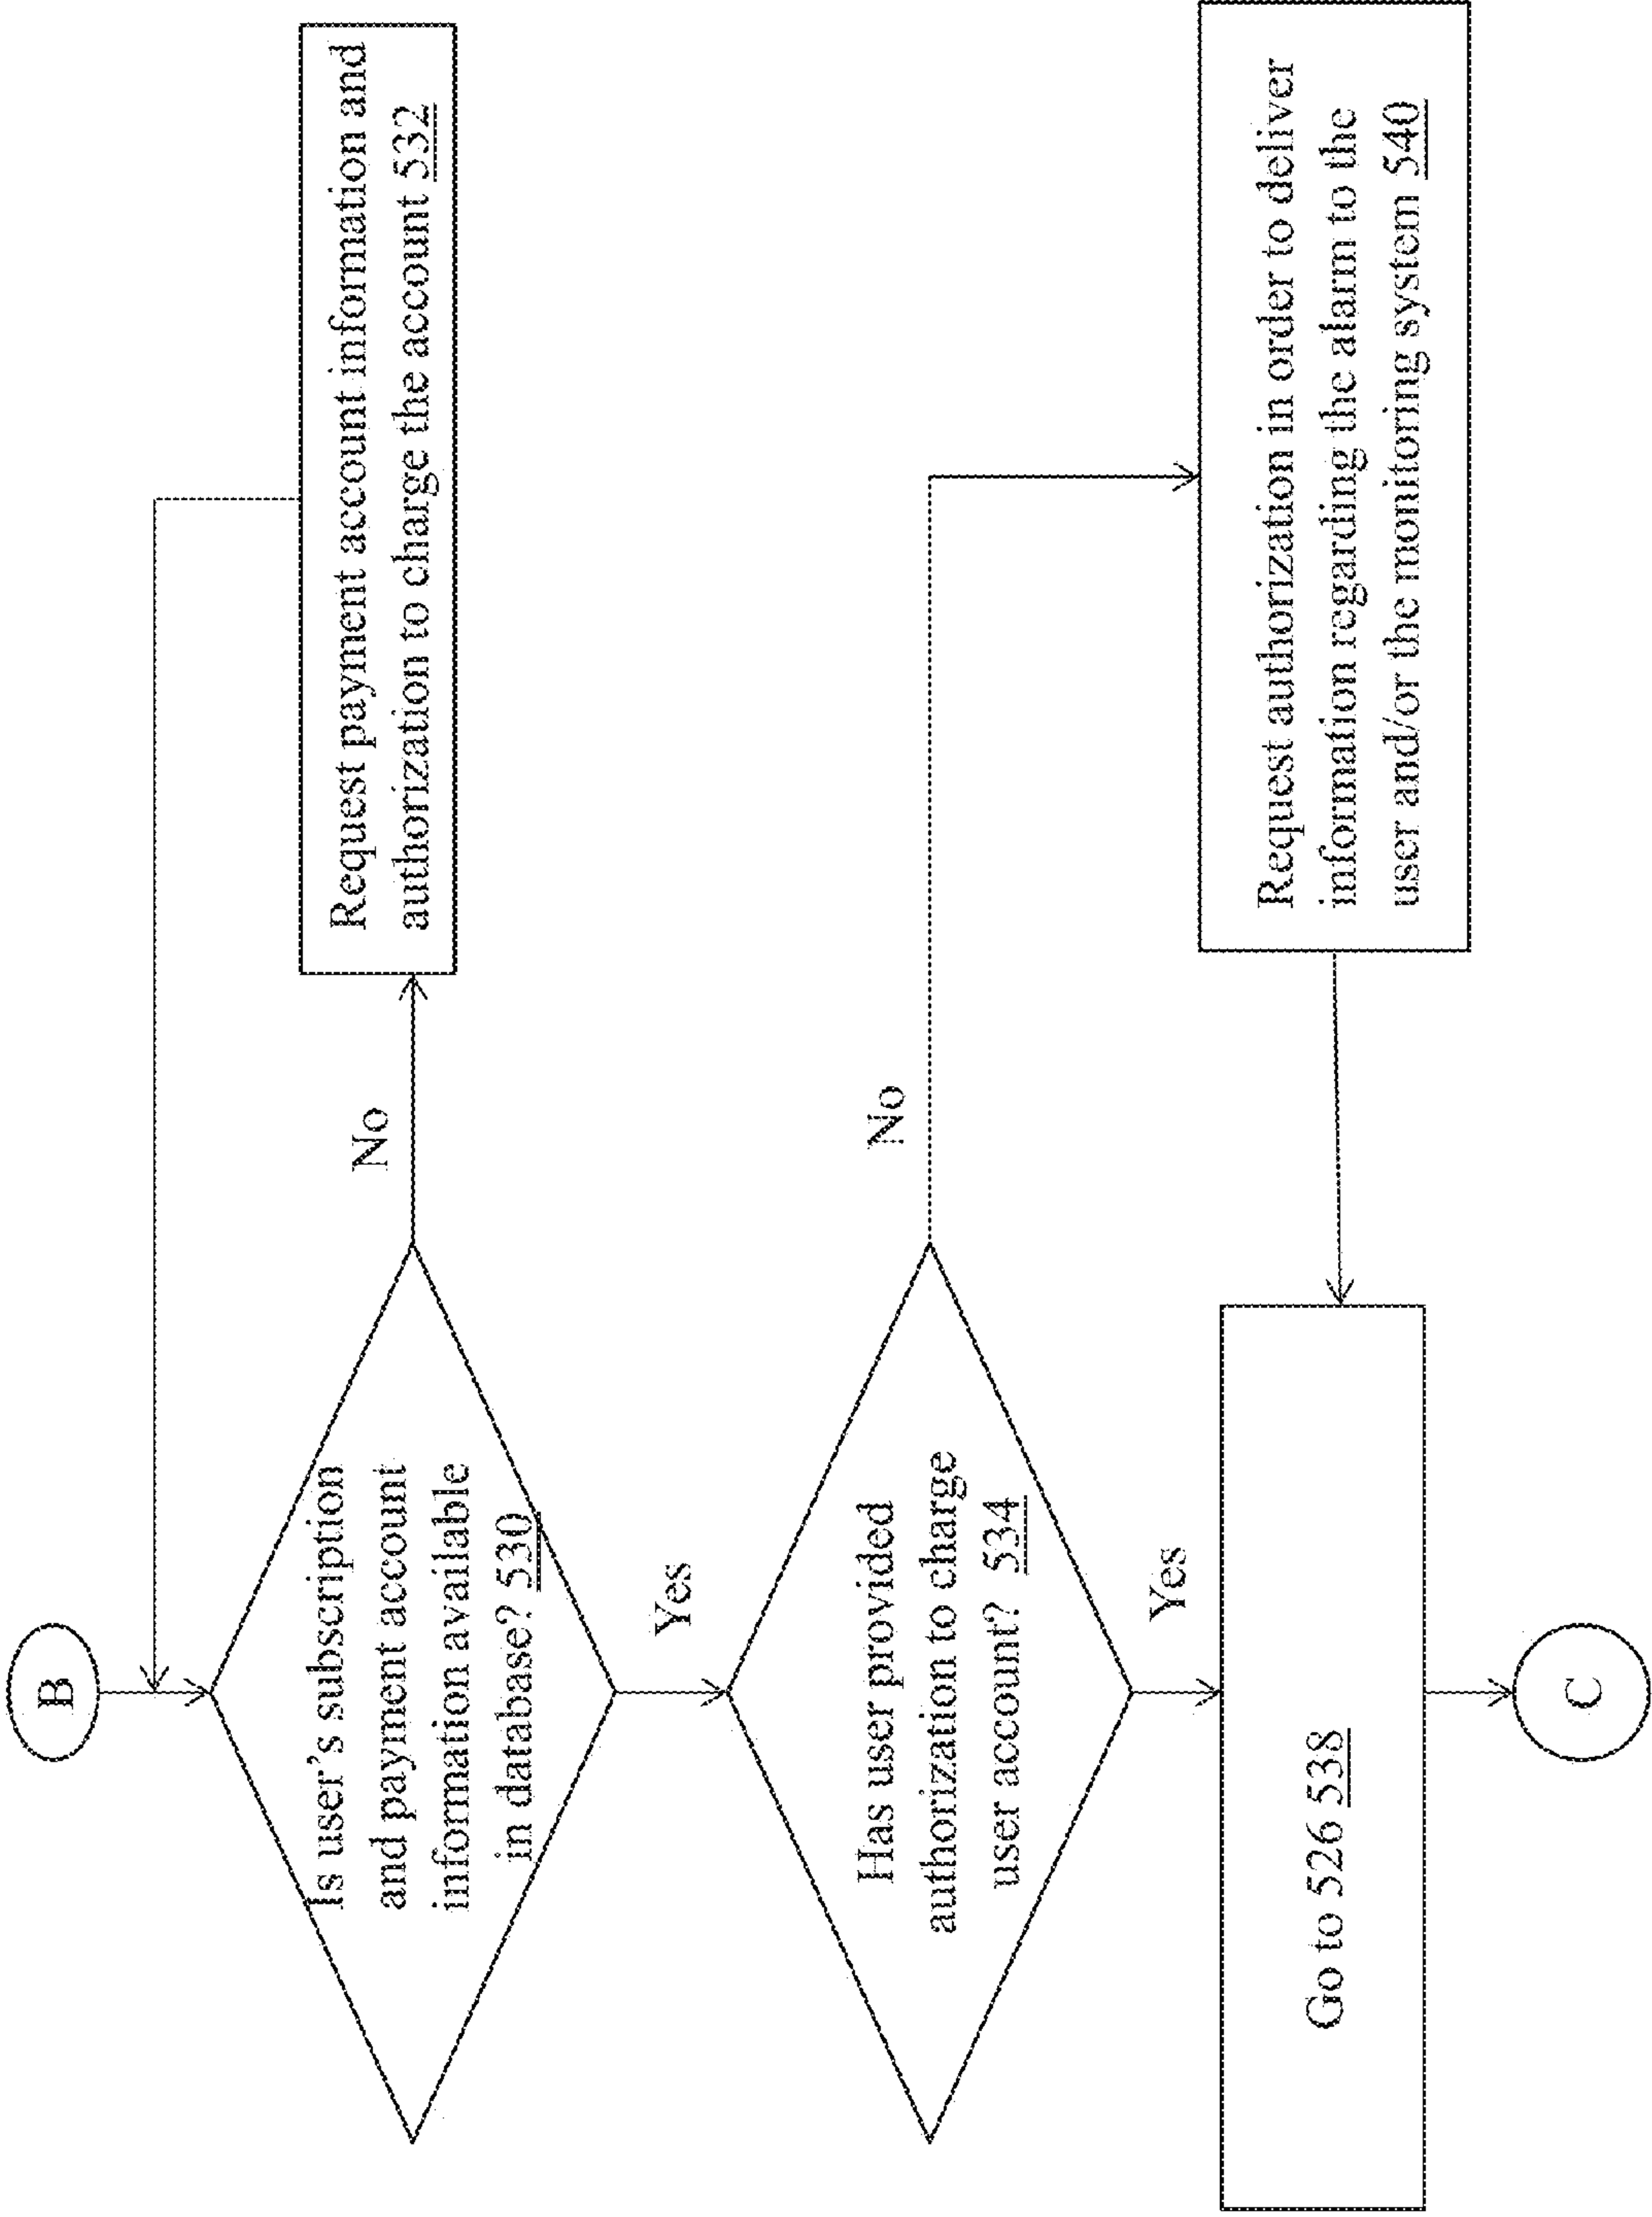 B
Is user's subscription
and payment account
information available
in database? 530
No
Request payment account information and
authorization to charge the account 532
Yes
Has user provided
authorization to charge
user account? 534
No
Request authorization in order to deliver
information regarding the alarm to the
user and/or the monitoring system 540
Yes
Go to 526 538
C